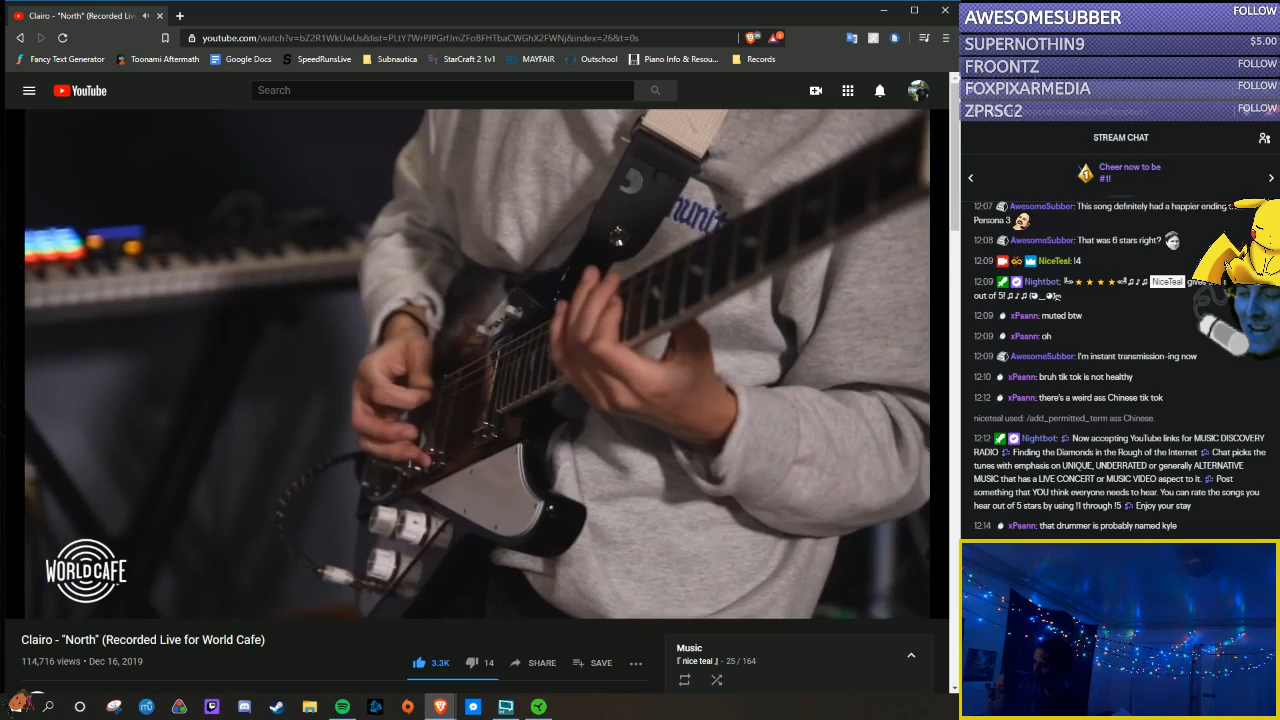 Clairo - "North" (Recorded Liv
youtube.com/watch?v=bZ2R1WkUwUs&list=PLtY7WrPJPGrfJmZFoBFHTbaCWGhX2FWNj&index=26&t=0s
Fancy Text Generator
Toonami Aftermath
Google Docs
SpeedRunsLive
Subnautica
StarCraft 2 1v1
MAYFAIR
Outschool
Piano Info & Resou...
Records
YouTube
Search
WORLD CAFE
Clairo - "North" (Recorded Live for World Cafe)
114,716 views • Dec 16, 2019
3.3K
14
SHARE
SAVE
Music
『 nice teal 』 - 25 / 164
AWESOMESUBBER FOLLOW
SUPERNOTHIN9 $5.00
FROONTZ FOLLOW
FOXPIXARMEDIA FOLLOW
ZPRSC2 FOLLOW
STREAM CHAT
Cheer now to be
#1!
12:07 AwesomeSubber: This song definitely had a happier ending
Persona 3
12:08 AwesomeSubber: That was 6 stars right?
12:09 NiceTeal: !4
12:09 Nightbot: ★ ★ ★ ★ ♫♪♫ NiceTeal
out of 5!
12:09 xPaann: muted btw
12:09 xPaann: oh
12:09 AwesomeSubber: I'm instant transmission-ing now
12:10 xPaann: bruh tik tok is not healthy
12:12 xPaann: there's a weird ass Chinese tik tok
niceteal used: /add_permitted_term ass Chinese.
12:12 Nightbot: Now accepting YouTube links for MUSIC DISCOVERY
RADIO Finding the Diamonds in the Rough of the Internet Chat picks the
tunes with emphasis on UNIQUE, UNDERRATED or generally ALTERNATIVE
MUSIC that has a LIVE CONCERT or MUSIC VIDEO aspect to it. Post
something that YOU think everyone needs to hear. You can rate the songs you
hear out of 5 stars by using !1 through !5 Enjoy your stay
12:14 xPaann: that drummer is probably named kyle